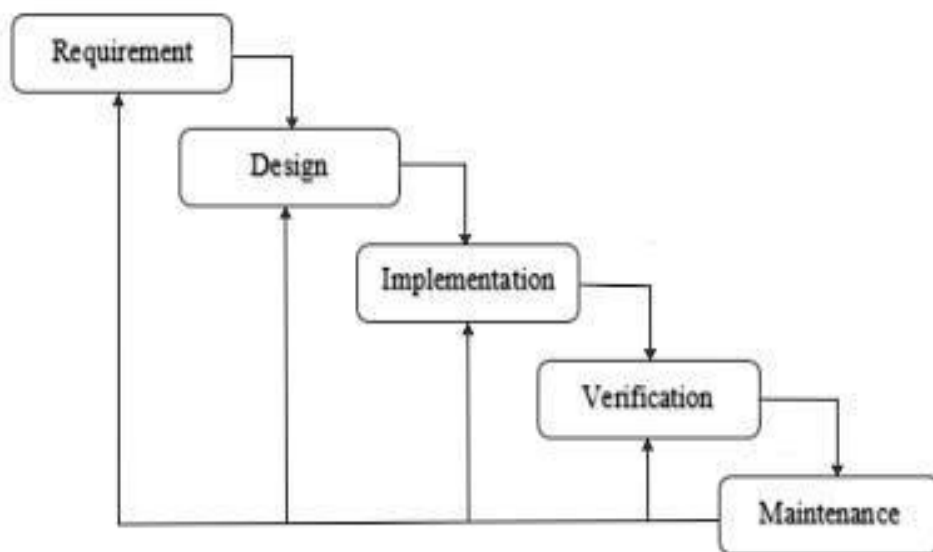 Requirement
Design
Implementation
Verification
Maintenance